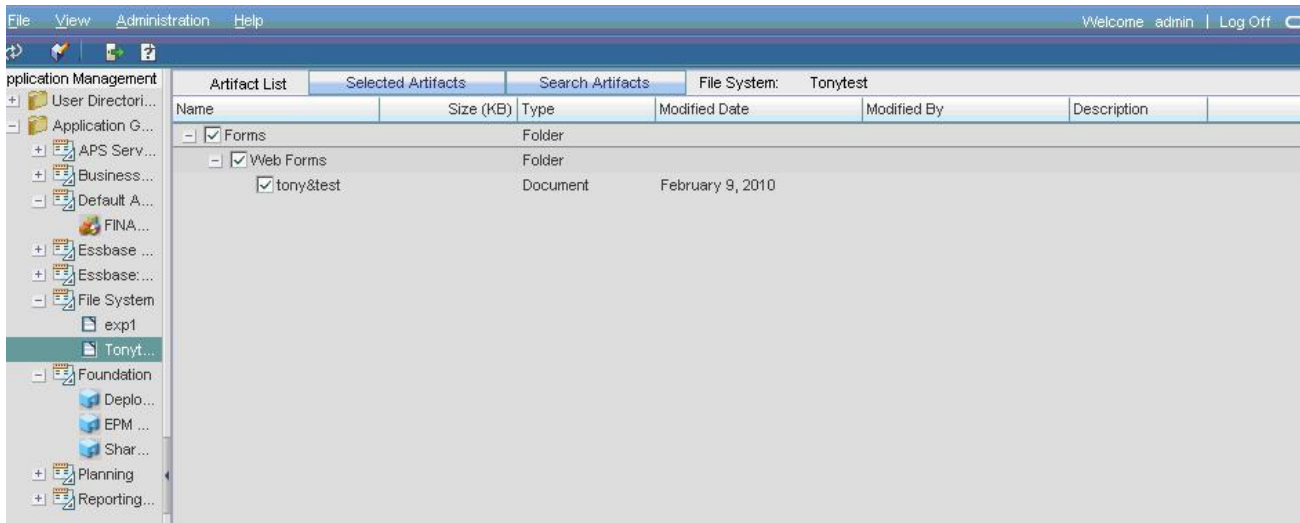 File View Administration Help Welcome admin | Log Off
pplication Management
User Directori...
Application G...
APS Serv...
Business...
Default A...
FINA...
Essbase ...
Essbase:...
File System
exp1
Tonyt...
Foundation
Deplo...
EPM ...
Shar...
Planning
Reporting...
Artifact List Selected Artifacts Search Artifacts File System: Tonytest
Name Size (KB) Type Modified Date Modified By Description
Forms Folder
Web Forms Folder
tony&test Document February 9, 2010